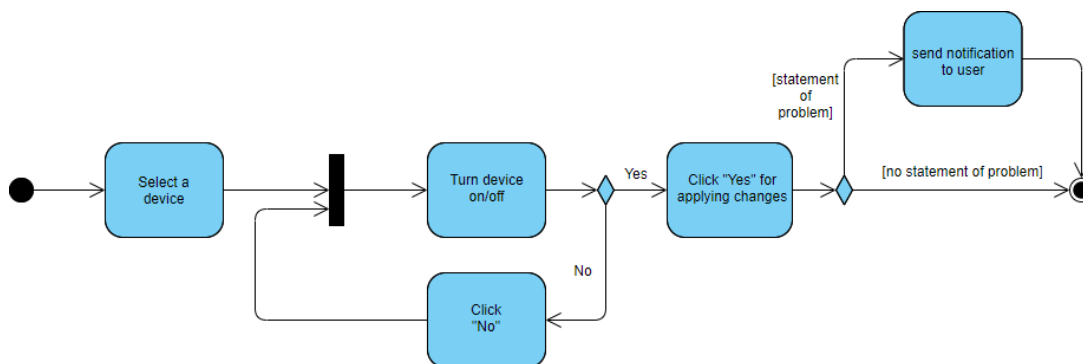 Select a
device
Turn device
on/off
Yes
No
Click
"No"
Click "Yes" for
applying changes
[statement
of
problem]
send notification
to user
[no statement of problem]